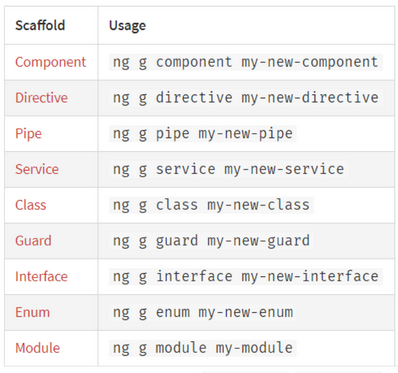 Scaffold Usage
Component ng g component my-new-component
Directive ng g directive my-new-directive
Pipe ng g pipe my-new-pipe
Service ng g service my-new-service
Class ng g class my-new-class
Guard ng g guard my-new-guard
Interface ng g interface my-new-interface
Enum ng g enum my-new-enum
Module ng g module my-module